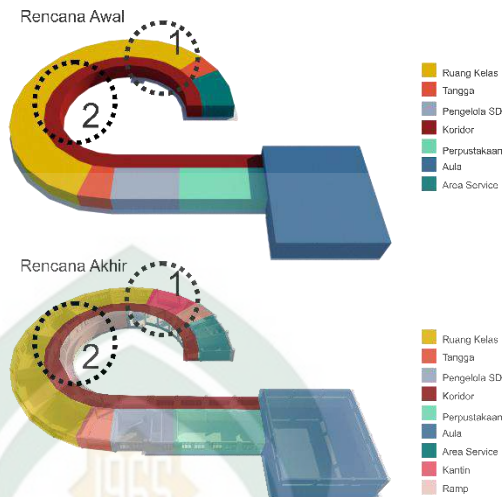 Rencana Awal
1
2
Ruang Kelas
Tangga
Pengelola SD
Koridor
Perpustakaan
Aula
Area Service
Rencana Akhir
1
2
Ruang Kelas
Tangga
Pengelola SD
Koridor
Perpustakaan
Aula
Area Service
Kantin
Ramp
1965